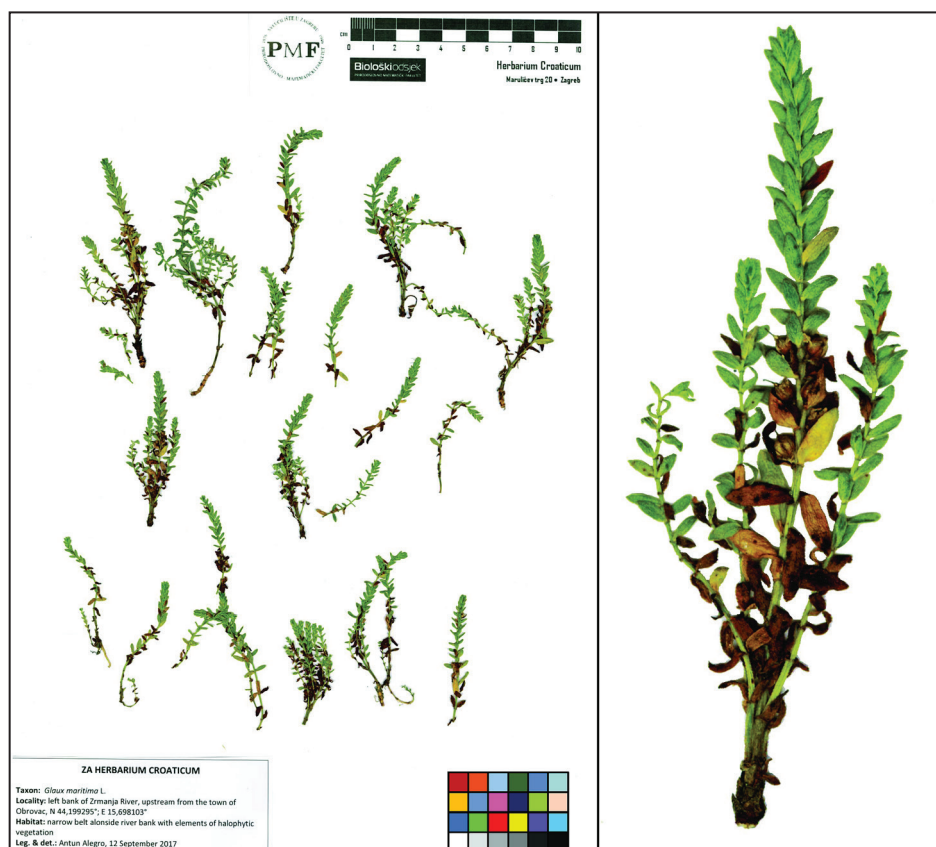 PMF
cm 0 1 2 3 4 5 6 7 8 9 10
Biološki odsjek
Herbarium Croaticum
Marulićev trg 20 • Zagreb
ZA HERBARIUM CROATICUM
Taxon: Glaux maritima L.
Locality: left bank of Zrmanja River, upstream from the town of
Obrovac, N 44,199295°; E 15,698103°
Habitat: narrow belt alonside river bank with elements of halophytic
vegetation
Leg. & det.: Antun Alegro, 12 September 2017